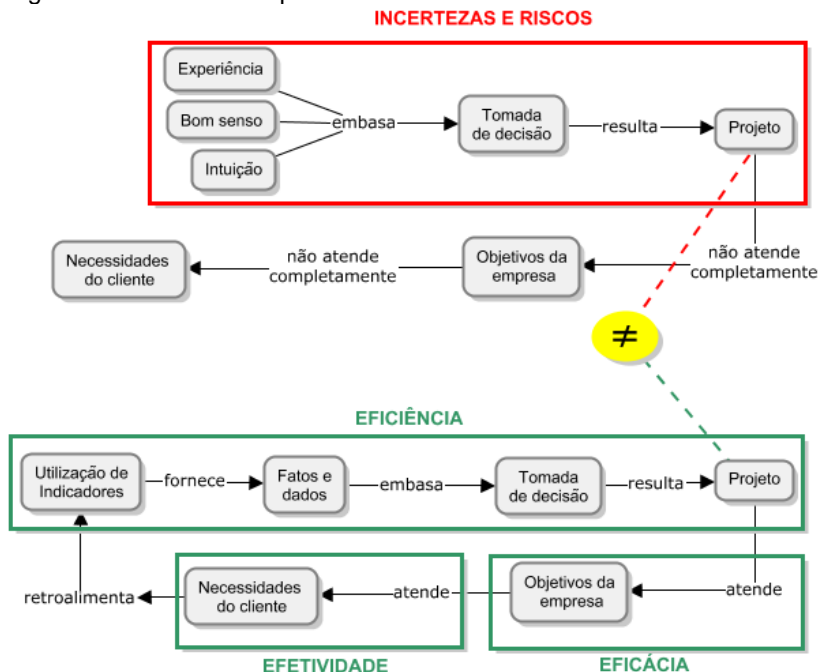 INCERTEZAS E RISCOS
Experiência
Bom senso
Intuição
embasa
Tomada
de decisão
resulta
Projeto
não atende
completamente
Objetivos da
empresa
não atende
completamente
Necessidades
do cliente
≠
EFICIÊNCIA
Utilização de
Indicadores
fornece
Fatos e
dados
embasa
Tomada
de decisão
resulta
Projeto
atende
Objetivos da
empresa
atende
Necessidades
do cliente
retroalimenta
EFETIVIDADE
EFICÁCIA